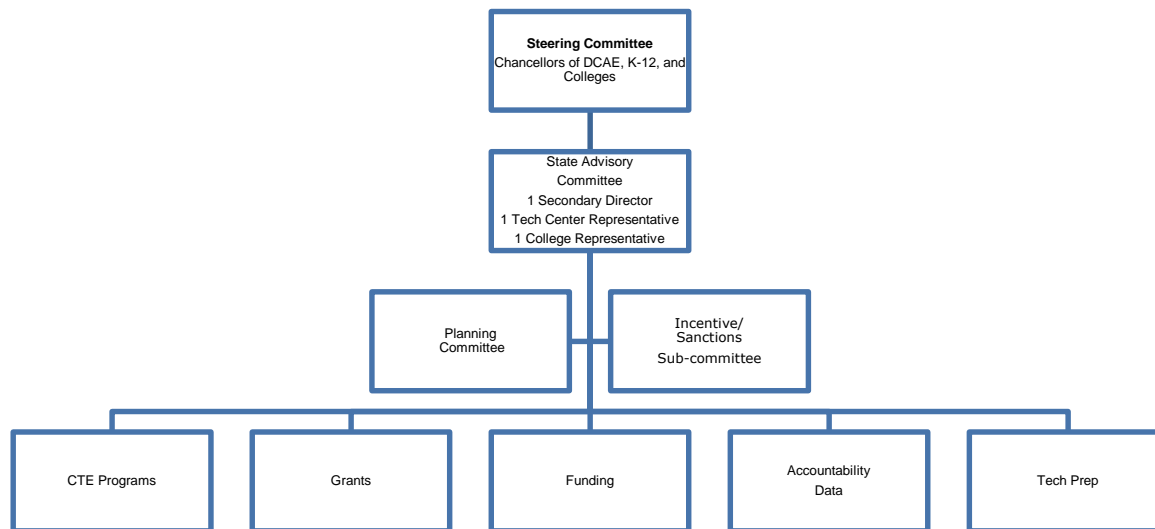 Steering Committee
Chancellors of DCAE, K-12, and
Colleges
State Advisory
Committee
1 Secondary Director
1 Tech Center Representative
1 College Representative
Planning
Committee
Incentive/
Sanctions
Sub-committee
CTE Programs
Grants
Funding
Accountability
Data
Tech Prep